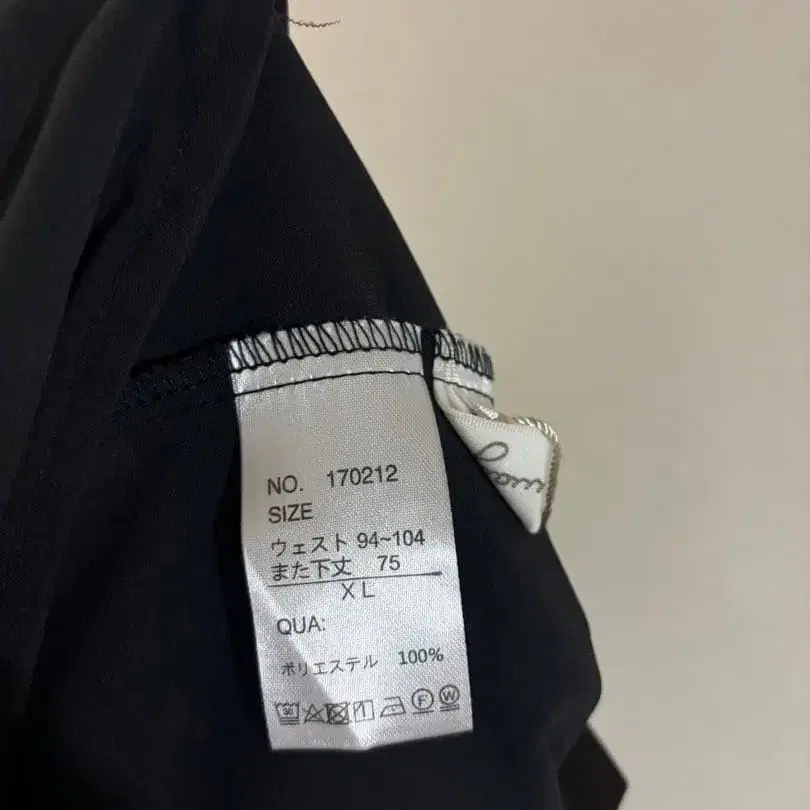 NO. 170212
SIZE
ウェスト 94~104
また下丈 75
XL
QUA:
ポリエステル 100%
F W